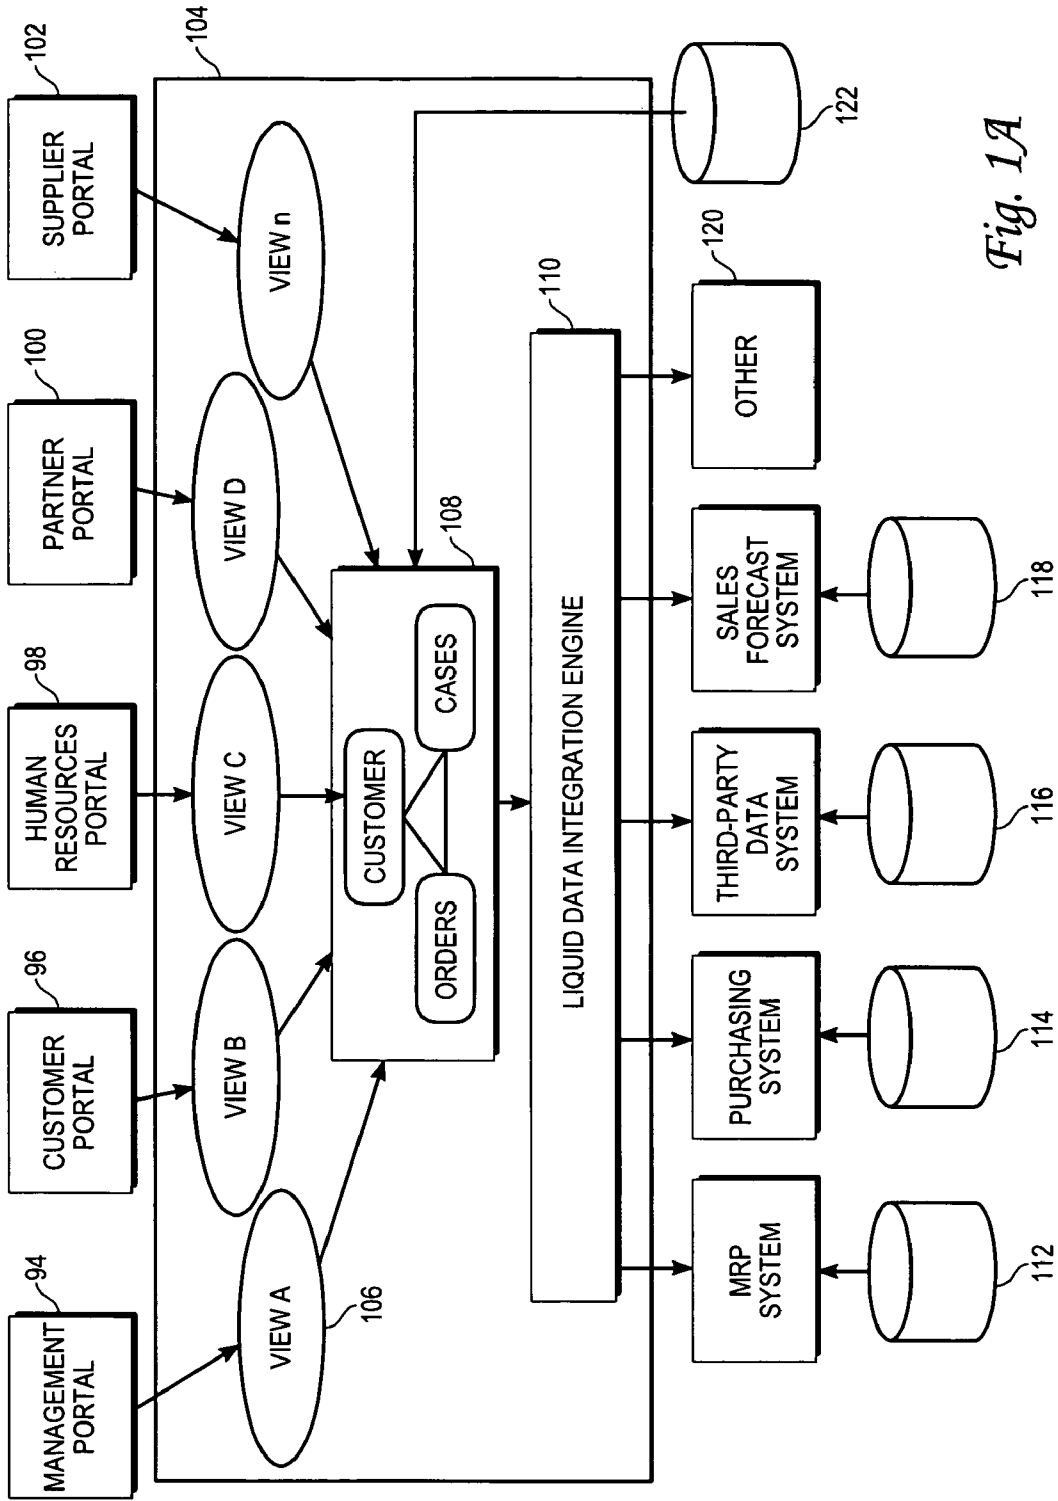 94
96
98
100
102
MANAGEMENT
PORTAL
CUSTOMER
PORTAL
HUMAN
RESOURCES
PORTAL
PARTNER
PORTAL
SUPPLIER
PORTAL
104
VIEW A
VIEW B
VIEW C
VIEW D
VIEW n
106
CUSTOMER
ORDERS
CASES
108
LIQUID DATA INTEGRATION ENGINE
110
MRP
SYSTEM
PURCHASING
SYSTEM
THIRD-PARTY
DATA
SYSTEM
SALES
FORECAST
SYSTEM
OTHER
120
122
112
114
116
118
Fig. 1A